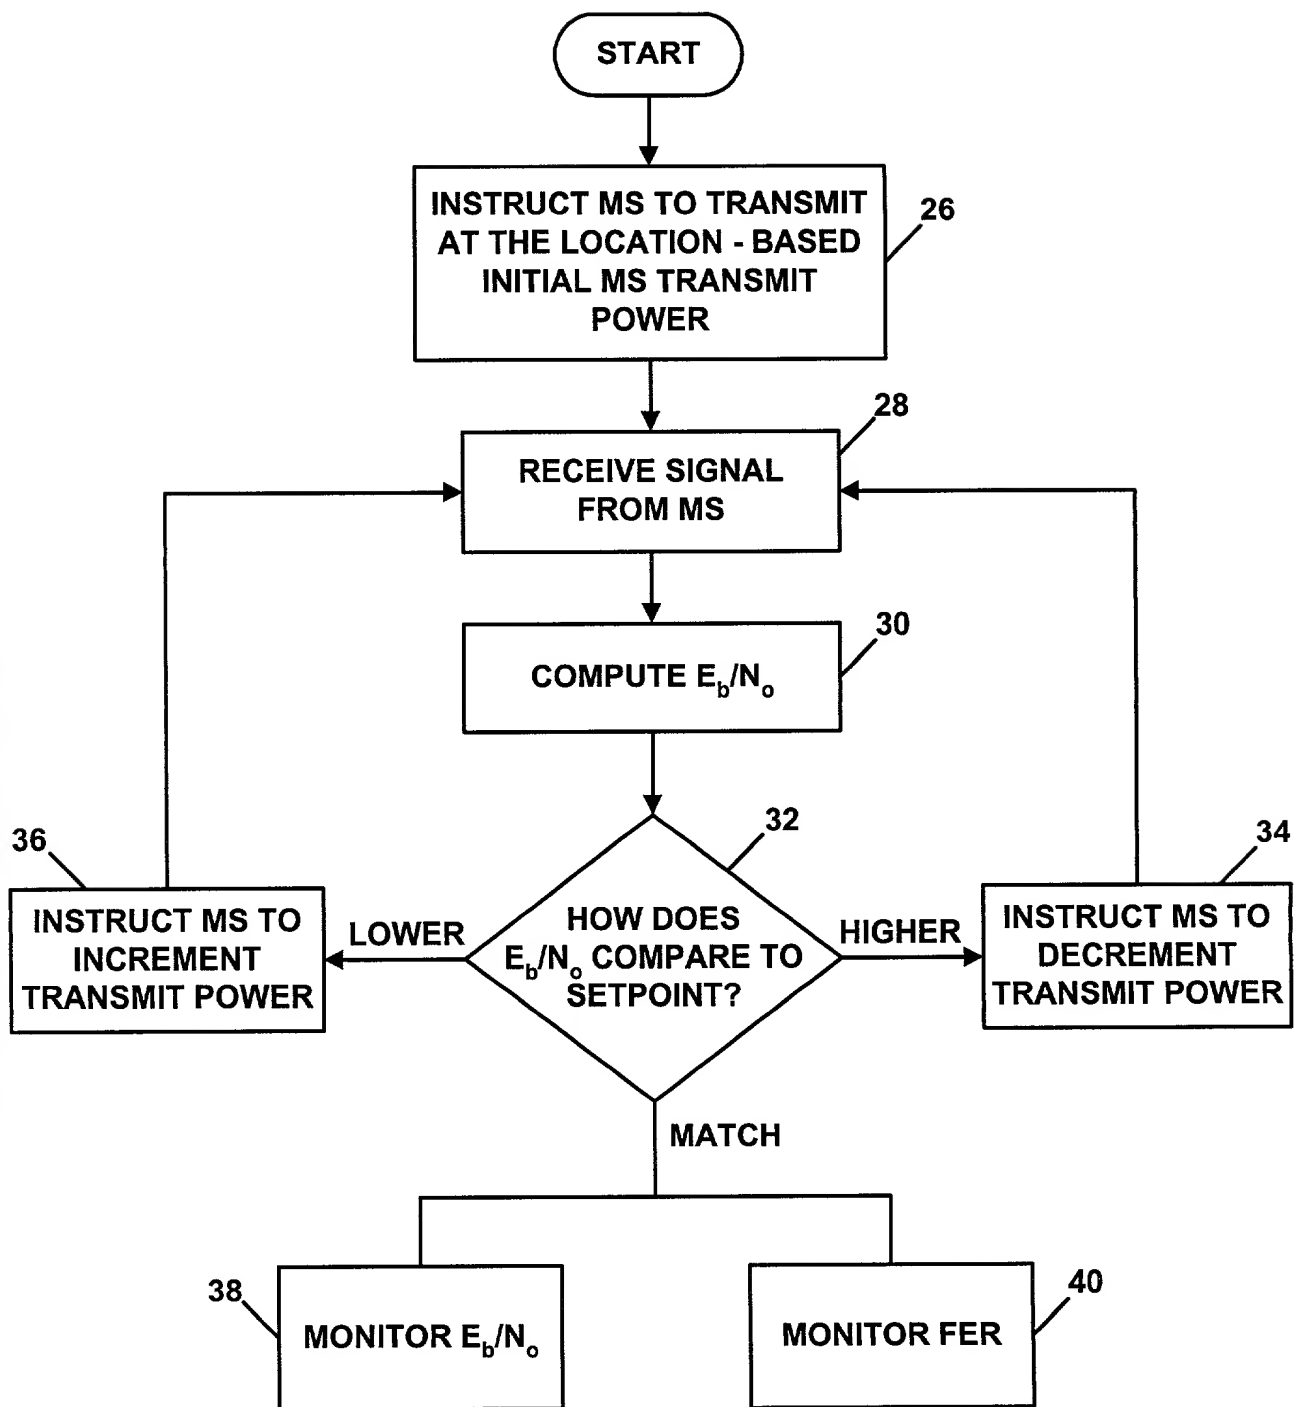 START
INSTRUCT MS TO TRANSMIT
AT THE LOCATION - BASED
INITIAL MS TRANSMIT
POWER
26
28
RECEIVE SIGNAL
FROM MS
30
COMPUTE Eb/No
32
36
34
INSTRUCT MS TO
INCREMENT
TRANSMIT POWER
LOWER
HOW DOES
Eb/No COMPARE TO
SETPOINT?
HIGHER
INSTRUCT MS TO
DECREMENT
TRANSMIT POWER
MATCH
38
MONITOR Eb/No
MONITOR FER
40